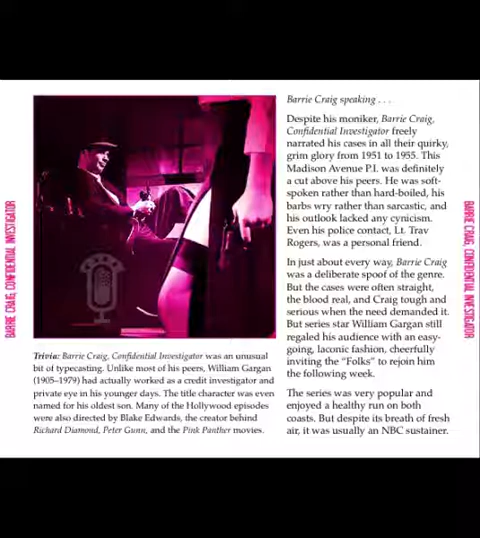 BARRIE CRAIG, CONFIDENTIAL INVESTIGATOR
Trivia: Barrie Craig, Confidential Investigator was an unusual
bit of typecasting. Unlike most of his peers, William Gargan
(1905–1979) had actually worked as a credit investigator and
private eye in his younger days. The title character was even
named for his oldest son. Many of the Hollywood episodes
were also directed by Blake Edwards, the creator behind
Richard Diamond, Peter Gunn, and the Pink Panther movies.
Barrie Craig speaking . . .
Despite his moniker, Barrie Craig,
Confidential Investigator freely
narrated his cases in all their quirky,
grim glory from 1951 to 1955. This
Madison Avenue P.I. was definitely
a cut above his peers. He was soft-
spoken rather than hard-boiled, his
barbs wry rather than sarcastic, and
his outlook lacked any cynicism.
Even his police contact, Lt. Trav
Rogers, was a personal friend.
In just about every way, Barrie Craig
was a deliberate spoof of the genre.
But the cases were often straight,
the blood real, and Craig tough and
serious when the need demanded it.
But series star William Gargan still
regaled his audience with an easy-
going, laconic fashion, cheerfully
inviting the “Folks” to rejoin him
the following week.
The series was very popular and
enjoyed a healthy run on both
coasts. But despite its breath of fresh
air, it was usually an NBC sustainer.
BARRIE CRAIG, CONFIDENTIAL INVESTIGATOR